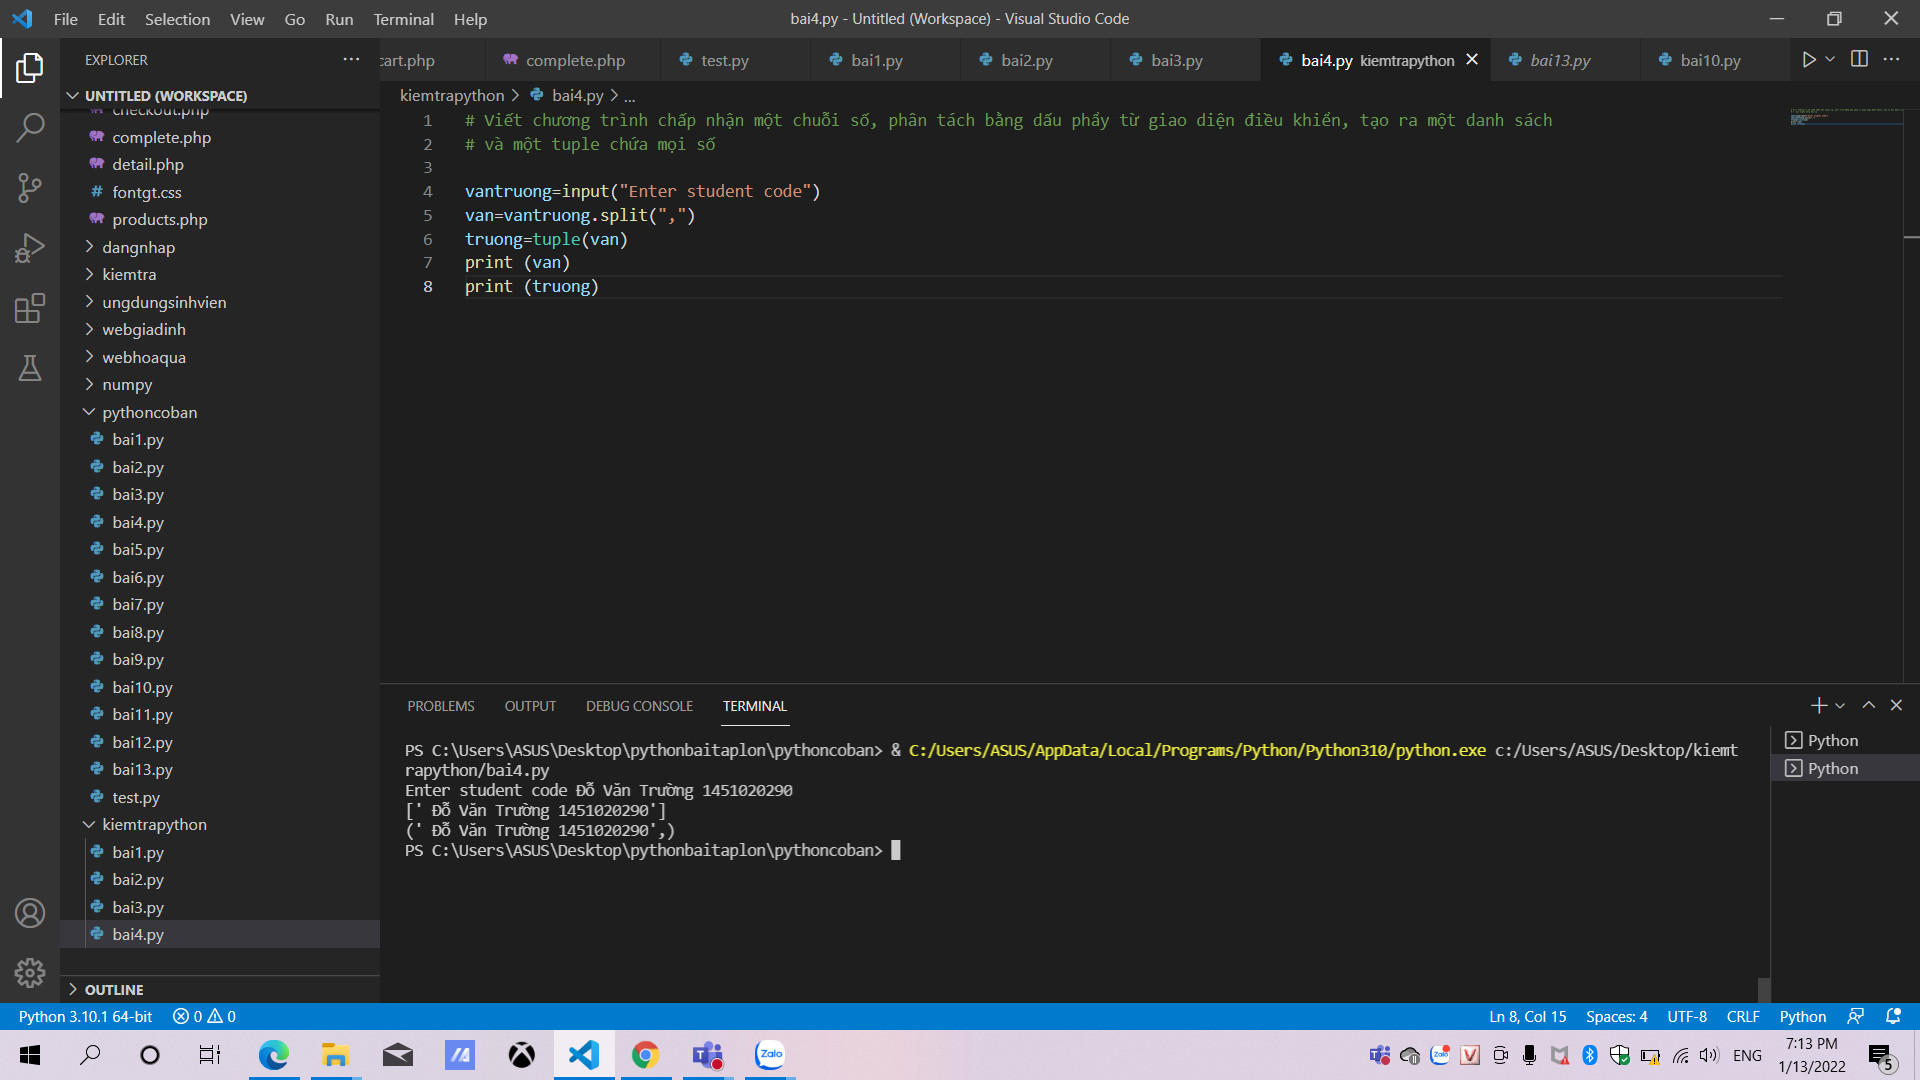 File Edit Selection View Go Run Terminal Help
bai4.py - Untitled (Workspace) - Visual Studio Code
EXPLORER
cart.php
complete.php
test.py
bai1.py
bai2.py
bai3.py
bai4.py kiemtrapython
bai13.py
bai10.py
UNTITLED (WORKSPACE)
checkout.php
complete.php
detail.php
# fontgt.css
products.php
dangnhap
kiemtra
ungdungsinhvien
webgiadinh
webhoaqua
numpy
pythoncoban
bai1.py
bai2.py
bai3.py
bai4.py
bai5.py
bai6.py
bai7.py
bai8.py
bai9.py
bai10.py
bai11.py
bai12.py
bai13.py
test.py
kiemtrapython
bai1.py
bai2.py
bai3.py
bai4.py
OUTLINE
kiemtrapython > bai4.py > ...
1 # Viết chương trình chấp nhận một chuỗi số, phân tách bằng dấu phẩy từ giao diện điều khiển, tạo ra một danh sách
2 # và một tuple chứa mọi số
3
4 vantruong=input("Enter student code")
5 van=vantruong.split(",")
6 truong=tuple(van)
7 print (van)
8 print (truong)
PROBLEMS OUTPUT DEBUG CONSOLE TERMINAL
PS C:\Users\ASUS\Desktop\pythonbaitaplon\pythoncoban> & C:/Users/ASUS/AppData/Local/Programs/Python/Python310/python.exe c:/Users/ASUS/Desktop/kiemt
rapython/bai4.py
Enter student code Đỗ Văn Trường 1451020290
[' Đỗ Văn Trường 1451020290']
(' Đỗ Văn Trường 1451020290',)
PS C:\Users\ASUS\Desktop\pythonbaitaplon\pythoncoban>
Python
Python
Python 3.10.1 64-bit 0 0
Ln 8, Col 15 Spaces: 4 UTF-8 CRLF Python
Zalo
ENG
7:13 PM
1/13/2022
5